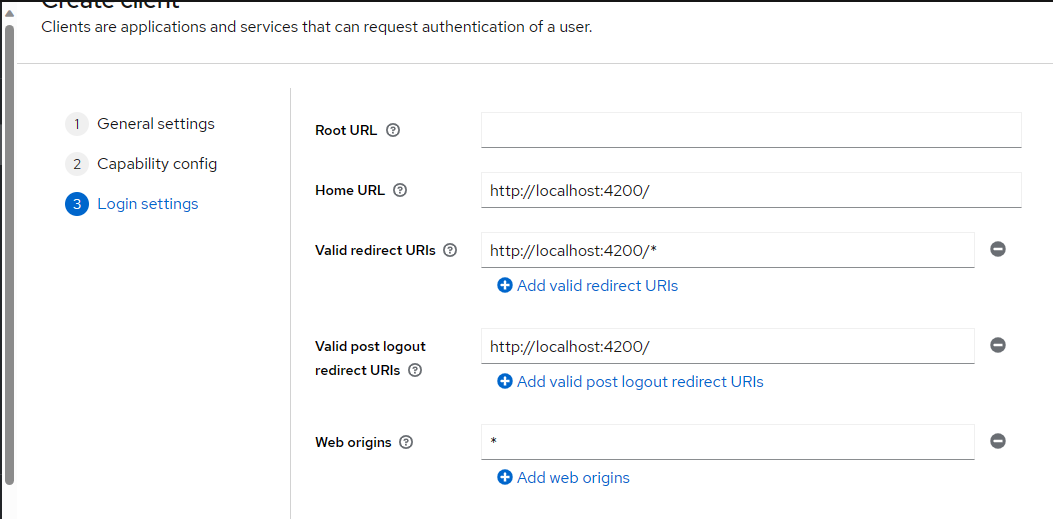 Create client
Clients are applications and services that can request authentication of a user.
1 General settings
2 Capability config
3 Login settings
Root URL ?
Home URL ? http://localhost:4200/
Valid redirect URIs ? http://localhost:4200/*
Add valid redirect URIs
Valid post logout
redirect URIs ? http://localhost:4200/
Add valid post logout redirect URIs
Web origins ? *
Add web origins